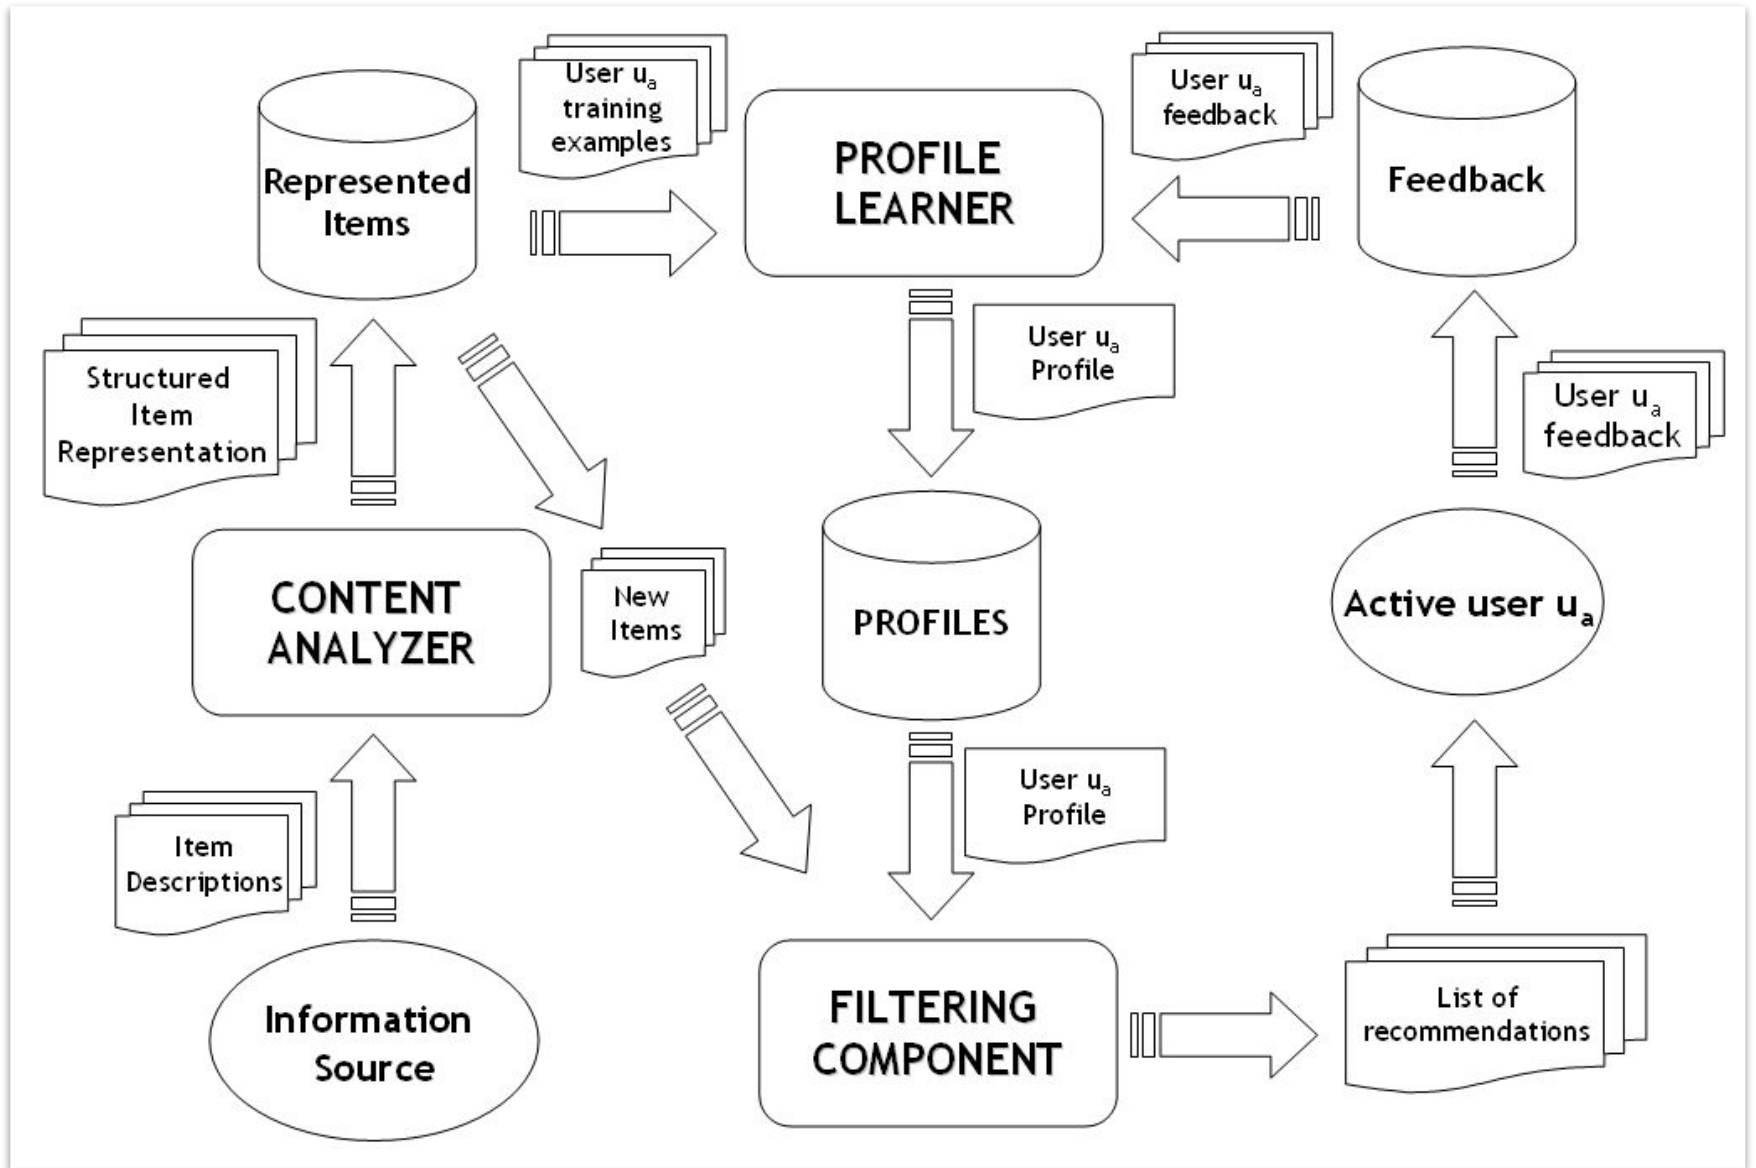 User uₐ
training
examples
User uₐ
feedback
Represented
Items
PROFILE
LEARNER
Feedback
Structured
Item
Representation
User uₐ
Profile
User uₐ
feedback
CONTENT
ANALYZER
New
Items
PROFILES
Active user uₐ
Item
Descriptions
User uₐ
Profile
Information
Source
FILTERING
COMPONENT
List of
recommendations